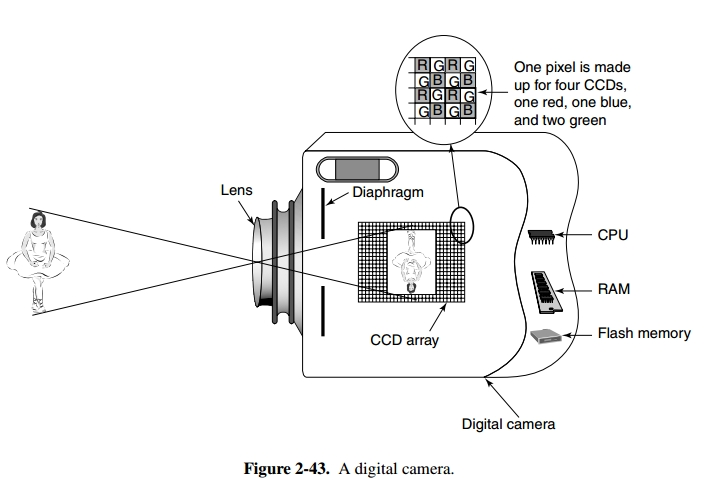 R G R G
G B G B
R G R G
G B G B
One pixel is made
up for four CCDs,
one red, one blue,
and two green
Lens
Diaphragm
CPU
RAM
Flash memory
CCD array
Digital camera
Figure 2-43. A digital camera.